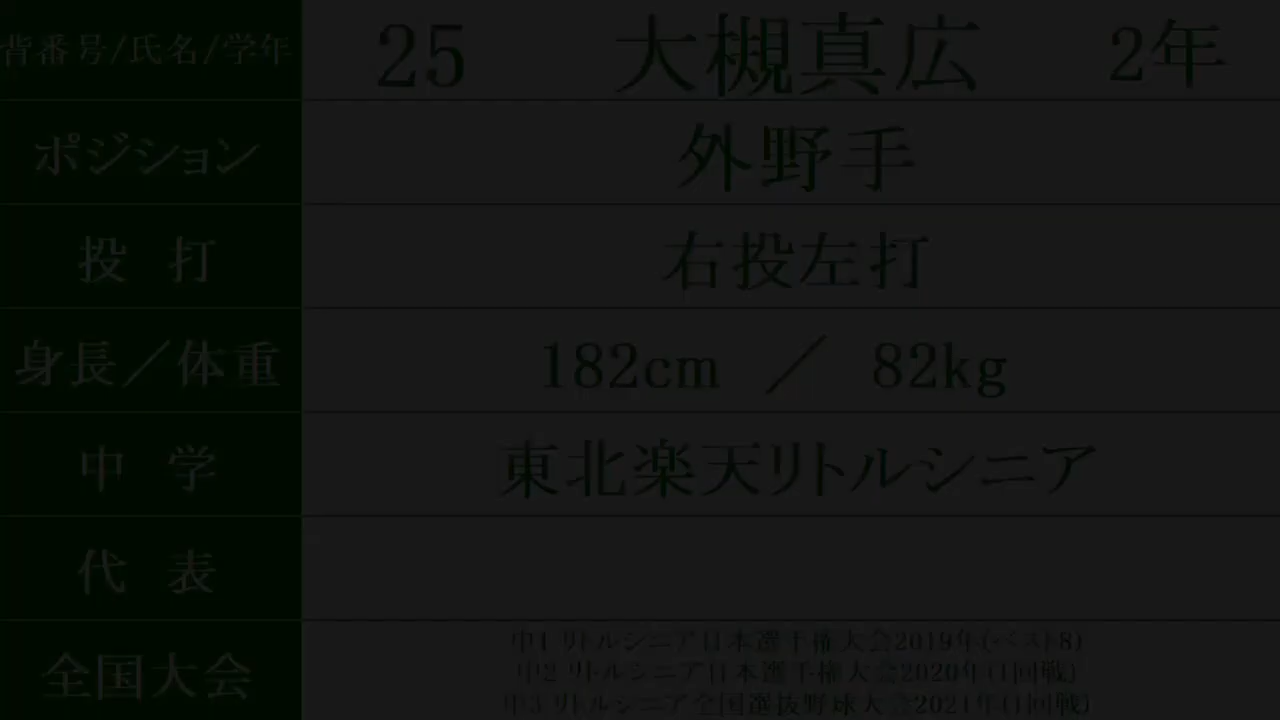 背番号/氏名/学年 25 大槻真広 2年
ポジション 外野手
投 打 右投左打
身長／体重 182cm ／ 82kg
中 学 東北楽天リトルシニア
代 表
全国大会
中1 リトルシニア日本選手権大会2019年(ベスト8)
中2 リトルシニア日本選手権大会2020年(1回戦)
中3 リトルシニア全国選抜野球大会2021年(1回戦)